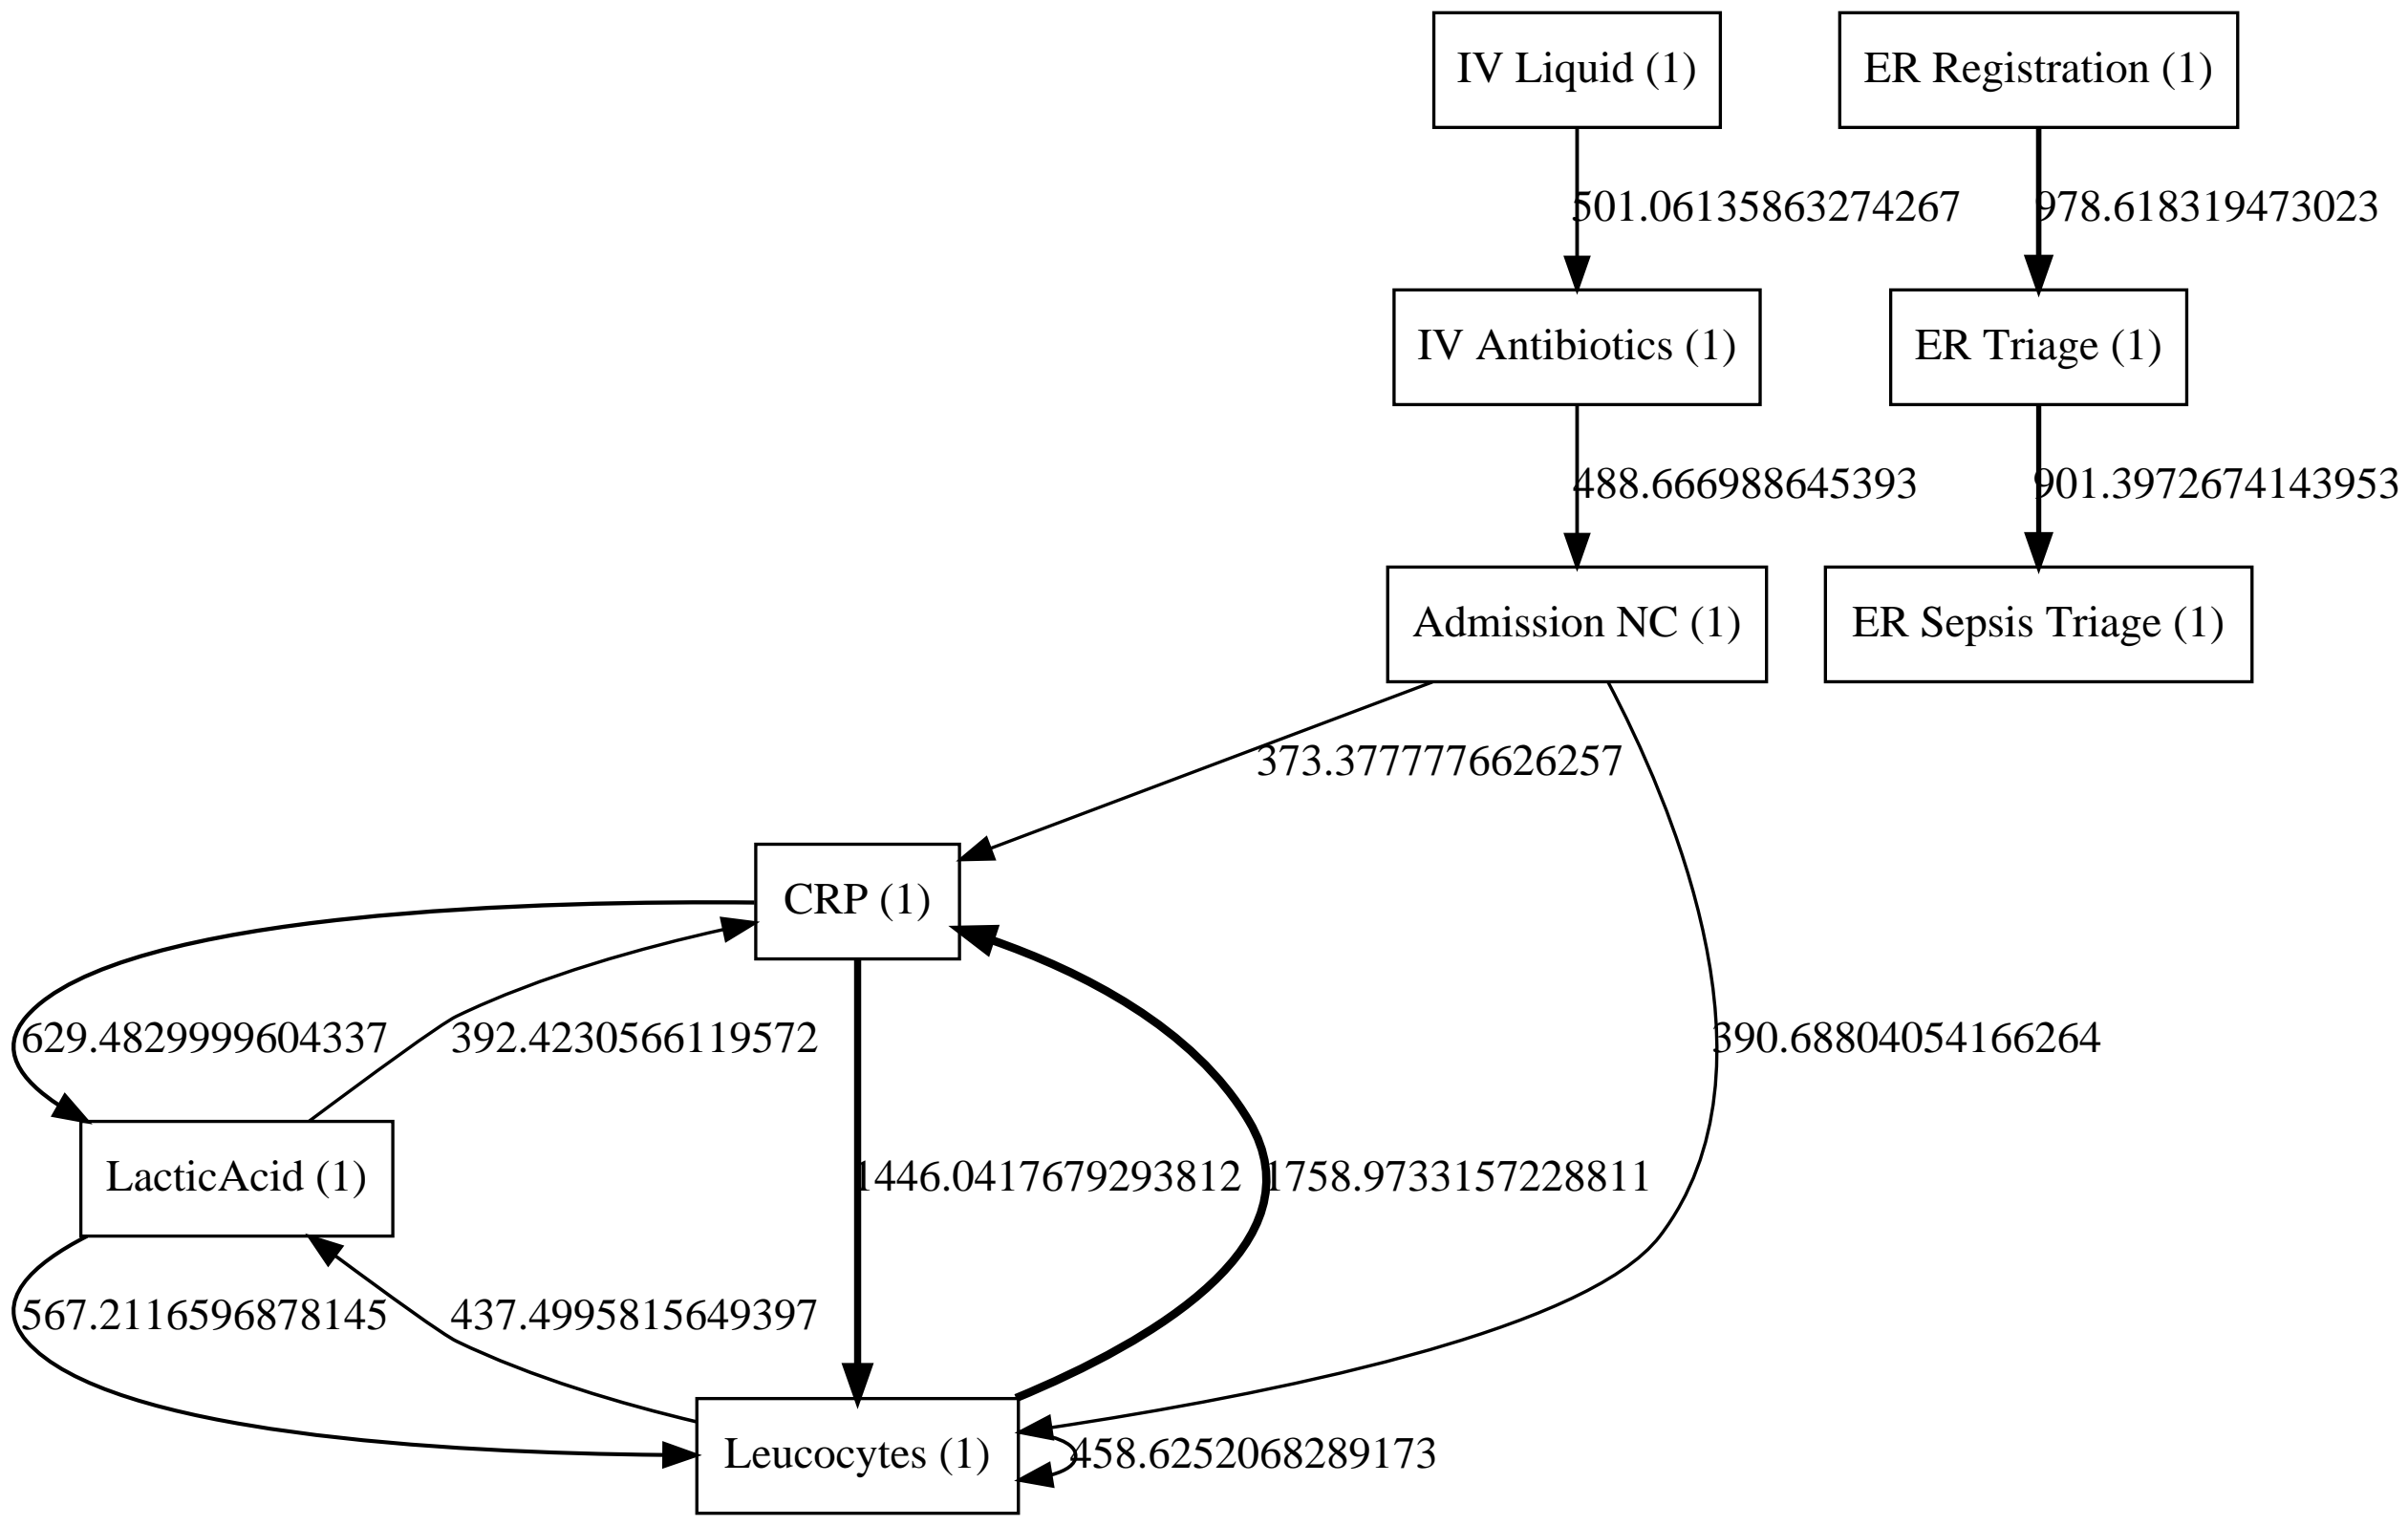 IV Liquid (1)
ER Registration (1)
501.06135863274267
978.618319473023
IV Antibiotics (1)
ER Triage (1)
488.666988645393
901.3972674143953
Admission NC (1)
ER Sepsis Triage (1)
373.3777776626257
CRP (1)
629.4829999604337
392.4230566119572
390.68804054166264
LacticAcid (1)
1446.0417679293812
1758.9733157228811
567.2116596878145
437.4995815649397
Leucocytes (1)
458.6252068289173